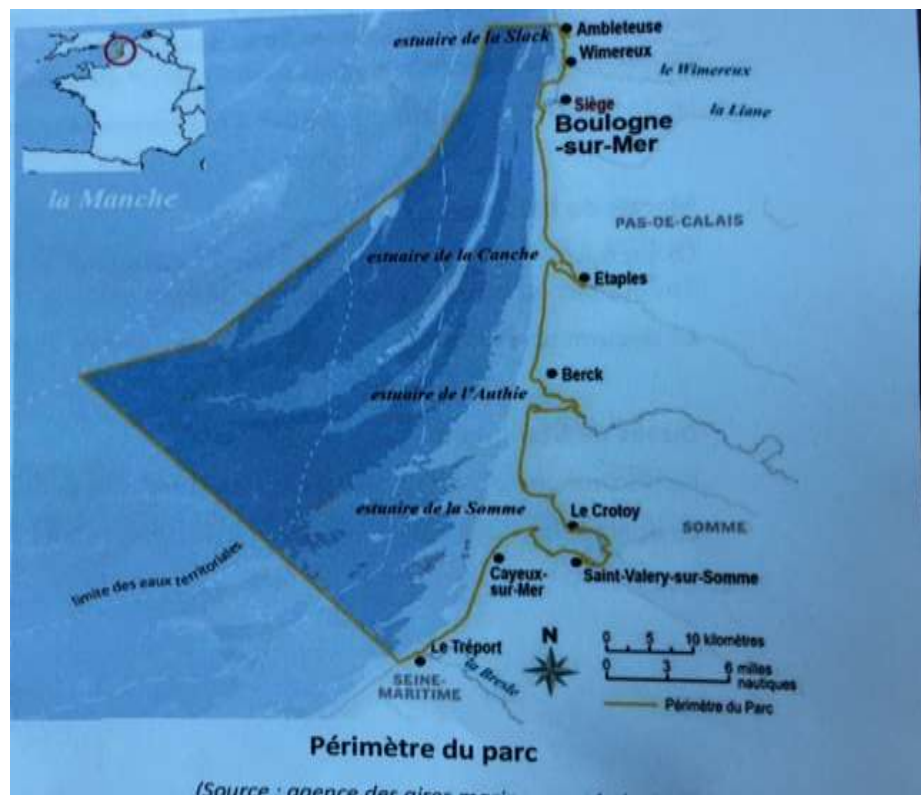 estuaire de la Slack
Ambleteuse
Wimereux
le Wimereux
Siège
la Liane
Boulogne
-sur-Mer
la Manche
PAS-DE-CALAIS
estuaire de la Canche
Etaples
Berck
estuaire de l'Authie
estuaire de la Somme
Le Crotoy
SOMME
limite des eaux territoriales
Cayeux-
sur-Mer
Saint-Valery-sur-Somme
N
0 5 10 kilomètres
0 3 6 milles
nautiques
Le Tréport
la Bresle
SEINE-
MARITIME
Périmètre du Parc
Périmètre du parc
(Source : agence des aires